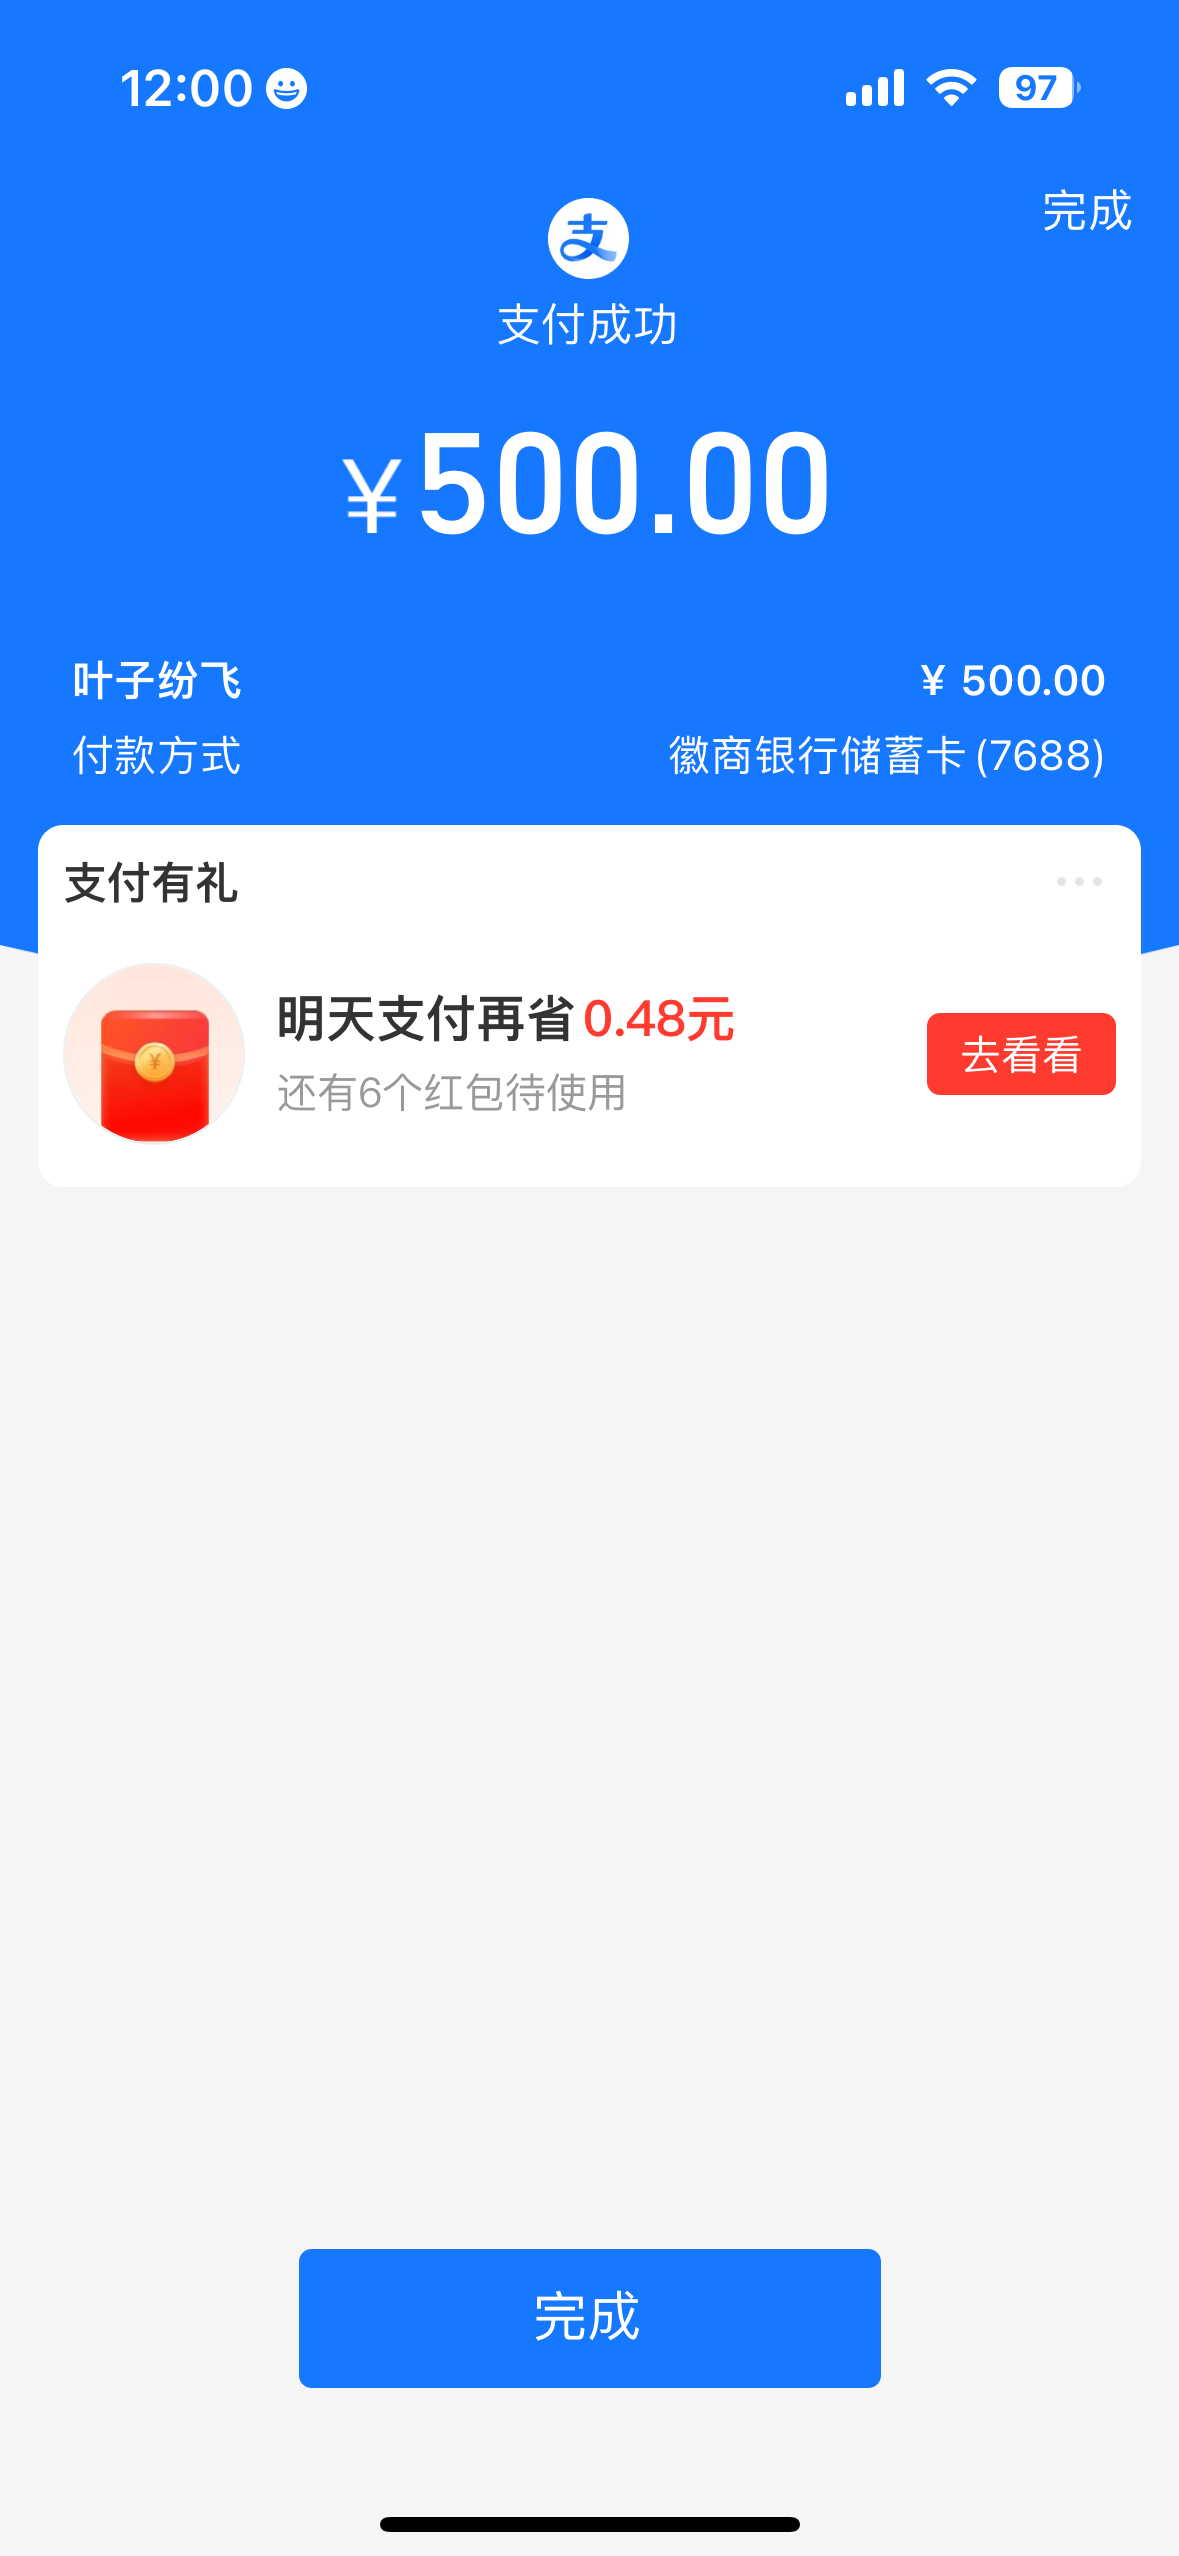 12:00 97
完成
支
支付成功
¥500.00
叶子纷飞 ¥ 500.00
付款方式 徽商银行储蓄卡 (7688)
支付有礼
明天支付再省 0.48元
还有6个红包待使用
去看看
¥
完成